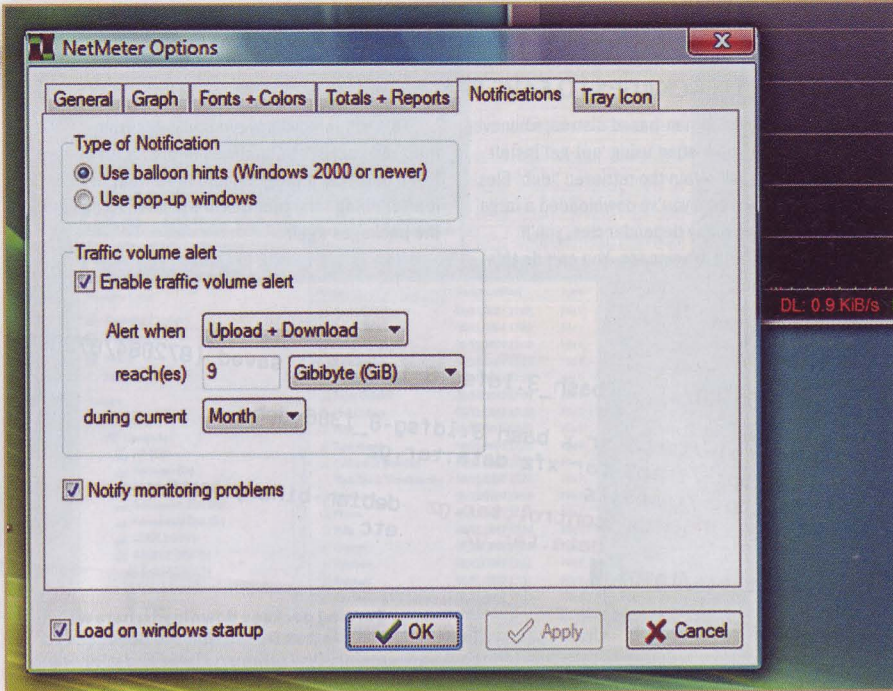 NetMeter Options
General Graph Fonts + Colors Totals + Reports Notifications Tray Icon
Type of Notification
Use balloon hints (Windows 2000 or newer)
Use pop-up windows
Traffic volume alert
Enable traffic volume alert
Alert when Upload + Download
reach(es) 9 Gibibyte (GiB)
during current Month
Notify monitoring problems
Load on windows startup OK Apply Cancel
DL: 0.9 KiB/s